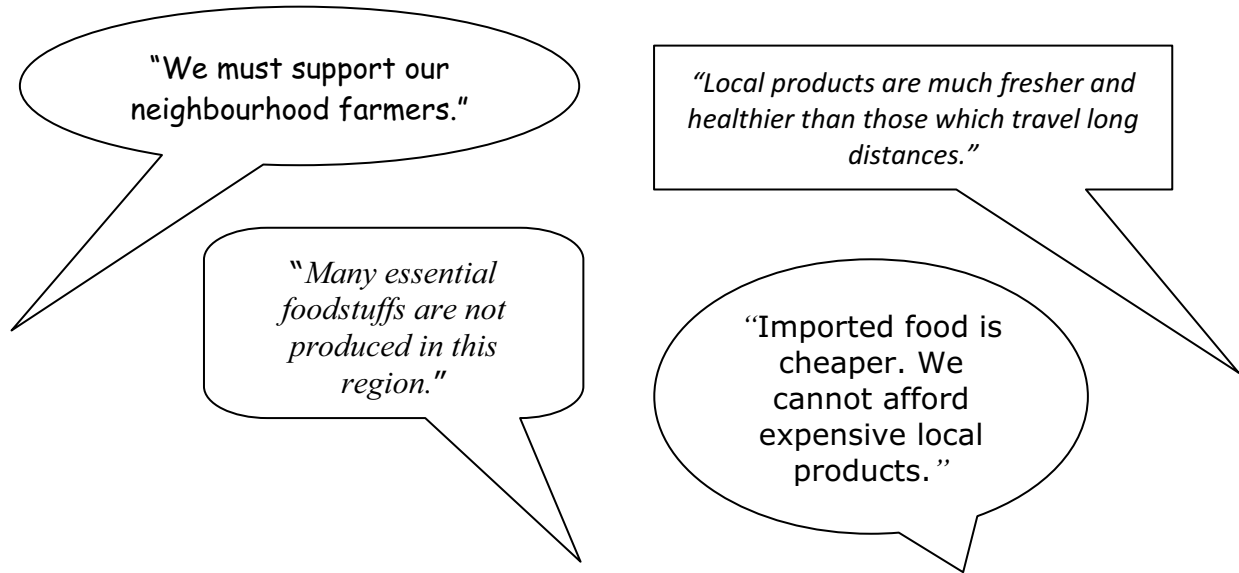 “We must support our
neighbourhood farmers.”
“Local products are much fresher and
healthier than those which travel long
distances.”
“Many essential
foodstuffs are not
produced in this
region.”
“Imported food is
cheaper. We
cannot afford
expensive local
products.”